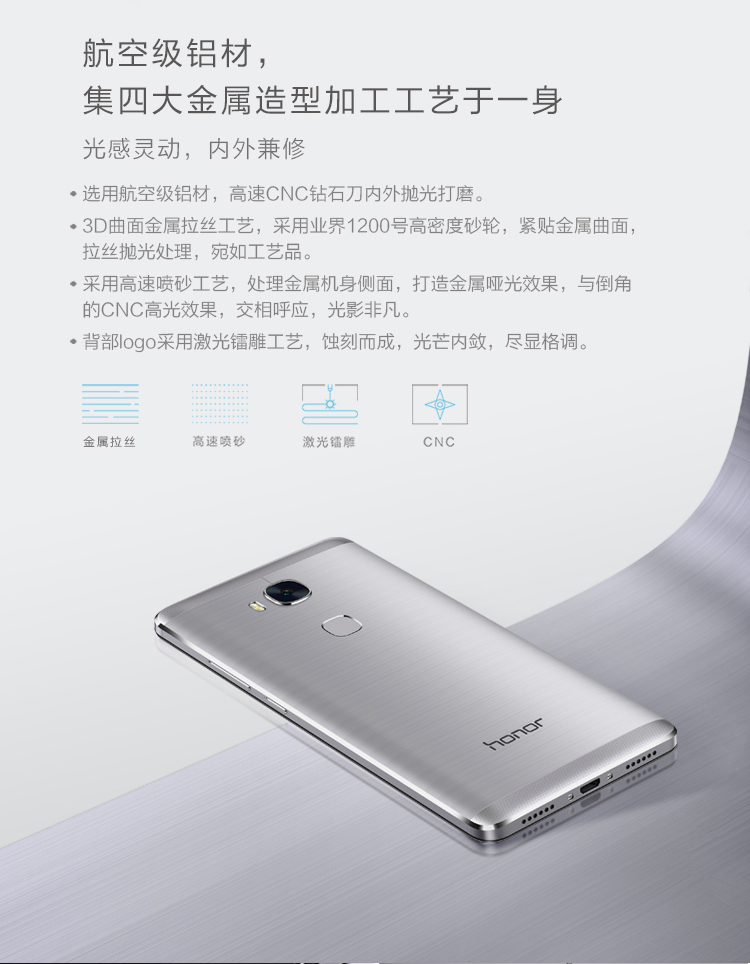 航空级铝材，
集四大金属造型加工工艺于一身
光感灵动，内外兼修
• 选用航空级铝材，高速CNC钻石刀内外抛光打磨。
• 3D曲面金属拉丝工艺，采用业界1200号高密度砂轮，紧贴金属曲面，
拉丝抛光处理，宛如工艺品。
• 采用高速喷砂工艺，处理金属机身侧面，打造金属哑光效果，与倒角
的CNC高光效果，交相呼应，光影非凡。
• 背部logo采用激光镭雕工艺，蚀刻而成，光芒内敛，尽显格调。
金属拉丝 高速喷砂 激光镭雕 CNC
honor